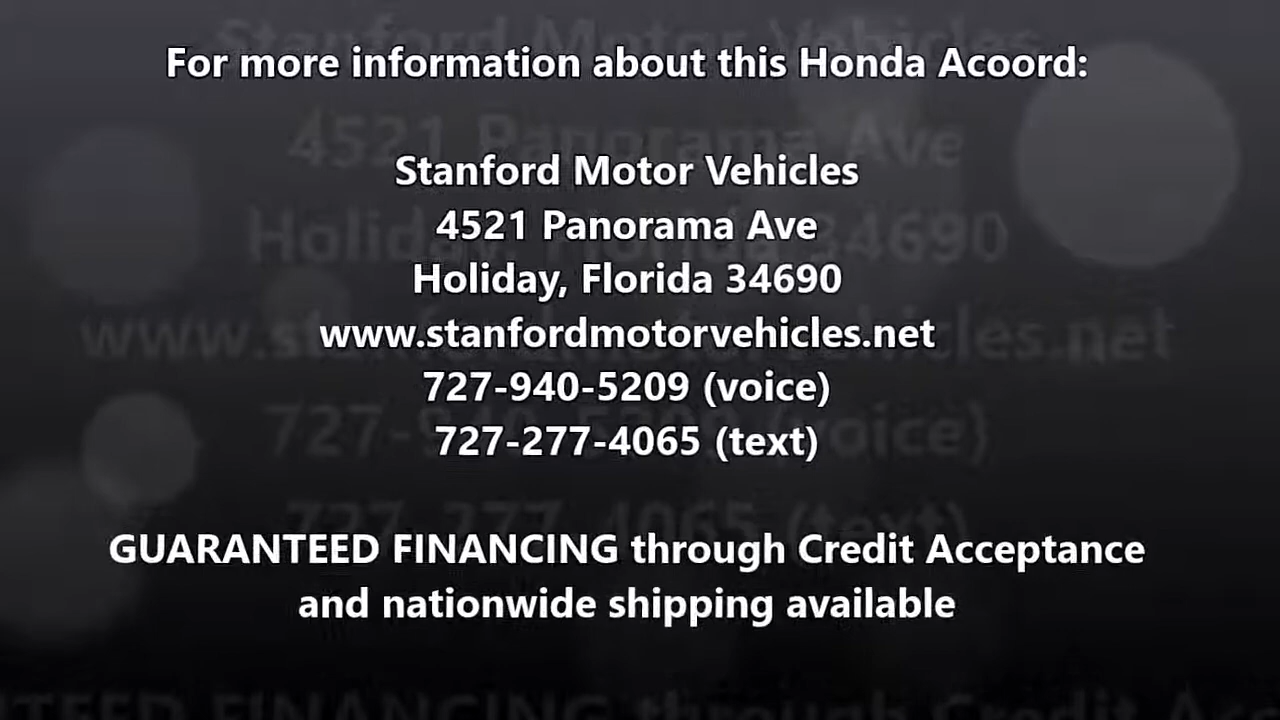 For more information about this Honda Acoord:
Stanford Motor Vehicles
4521 Panorama Ave
Holiday, Florida 34690
www.stanfordmotorvehicles.net
727-940-5209 (voice)
727-277-4065 (text)
GUARANTEED FINANCING through Credit Acceptance
and nationwide shipping available